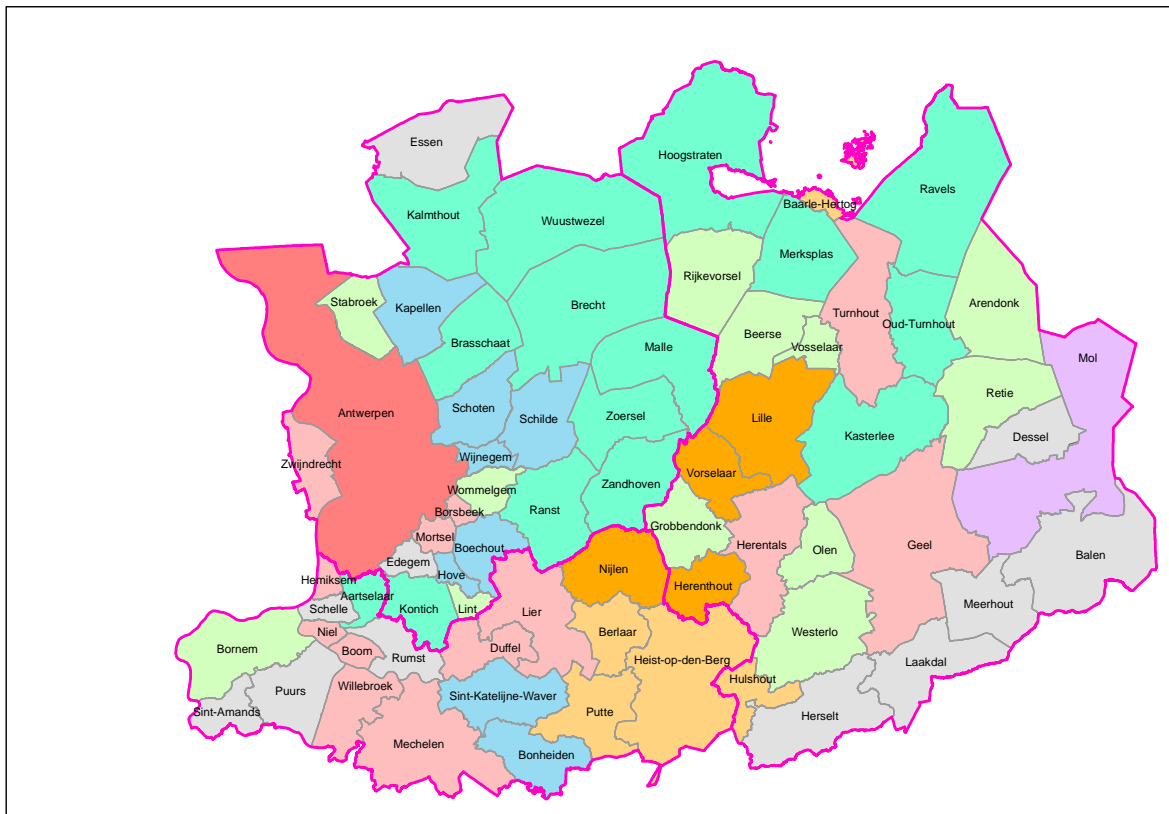 Essen
Hoogstraten
Ravels
Baarle-Hertog
Kalmthout
Wuustwezel
Merksplas
Rijkevorsel
Stabroek
Kapellen
Brecht
Turnhout
Oud-Turnhout
Arendonk
Brasschaat
Malle
Beerse
Vosselaar
Mol
Retie
Antwerpen
Schoten
Schilde
Zoersel
Lille
Kasterlee
Dessel
Zwijndrecht
Wijnegem
Vorselaar
Wommelgem
Zandhoven
Borsbeek
Ranst
Grobbendonk
Mortsel
Boechout
Herentals
Olen
Geel
Balen
Edegem
Hove
Nijlen
Herenthout
Hemiksem
Aartselaar
Schelle
Kontich
Lint
Lier
Meerhout
Niel
Berlaar
Westerlo
Bornem
Boom
Rumst
Duffel
Heist-op-den-Berg
Laakdal
Puurs
Willebroek
Sint-Katelijne-Waver
Hulshout
Sint-Amands
Putte
Herselt
Mechelen
Bonheiden